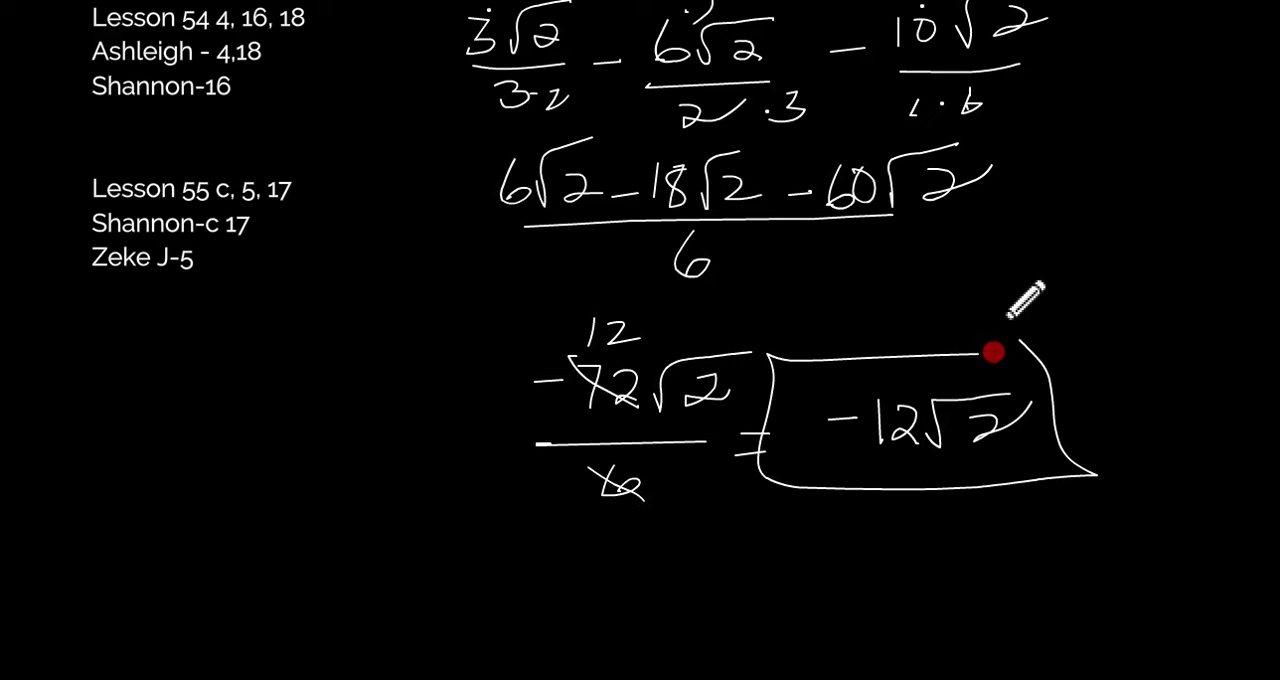 Lesson 54 4, 16, 18
Ashleigh - 4,18
Shannon-16
Lesson 55 c, 5, 17
Shannon-c 17
Zeke J-5
3√2 - 6√2 - 10√2
3·2 2·3 1·6
6√2 - 18√2 - 60√2
6
12
-72√2 = -12√2
6